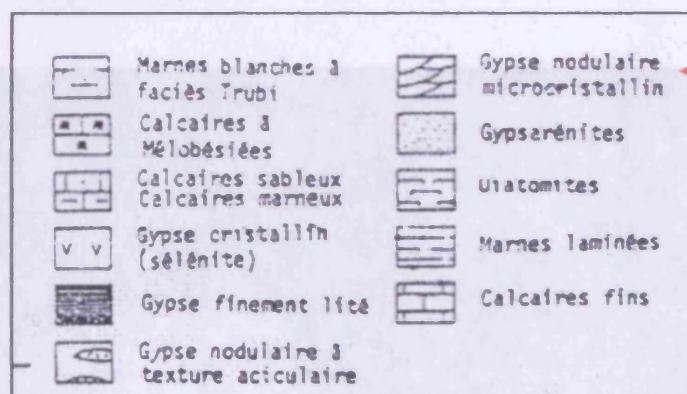 Marnes blanches à
faciès Trubi
Calcaires à
Mélobésiées
Calcaires sableux
Calcaires marneux
Gypse cristallin
(sélénite)
Gypse finement lité
Gypse nodulaire à
texture aciculaire
Gypse nodulaire
microcristallin
Gypsarénites
Diatomites
Marnes laminées
Calcaires fins